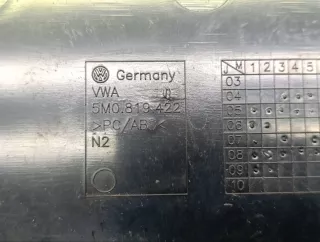 Germany
VWA
5M0.819.422
>PC/AB<
N2
J M 1 2 3 4 5
03
04
05
06
07
08
09
10